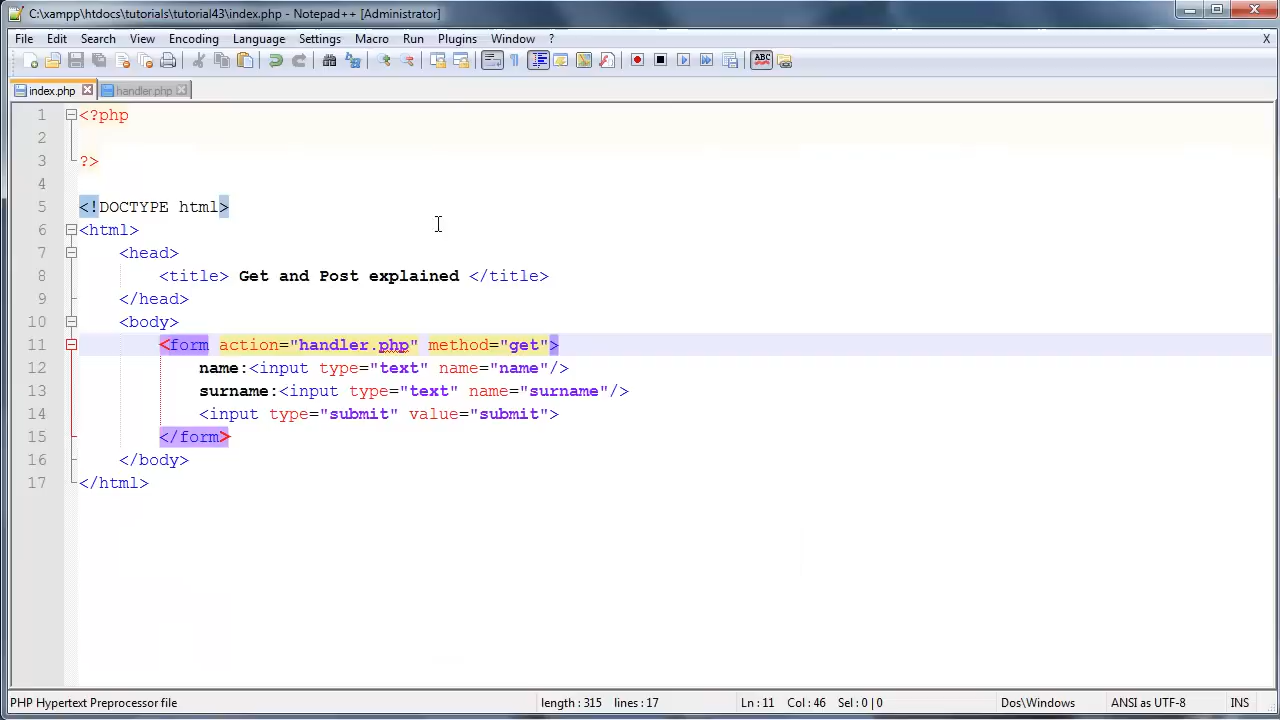 C:\xampp\htdocs\tutorials\tutorial43\index.php - Notepad++ [Administrator]
File Edit Search View Encoding Language Settings Macro Run Plugins Window ? X
ABC
index.php handler.php
1 <?php
2
3 ?>
4
5 <!DOCTYPE html>
6 <html>
7 <head>
8 <title> Get and Post explained </title>
9 </head>
10 <body>
11 <form action="handler.php" method="get">
12 name:<input type="text" name="name"/>
13 surname:<input type="text" name="surname"/>
14 <input type="submit" value="submit">
15 </form>
16 </body>
17 </html>
PHP Hypertext Preprocessor file length : 315 lines : 17 Ln : 11 Col : 46 Sel : 0 | 0 Dos\Windows ANSI as UTF-8 INS